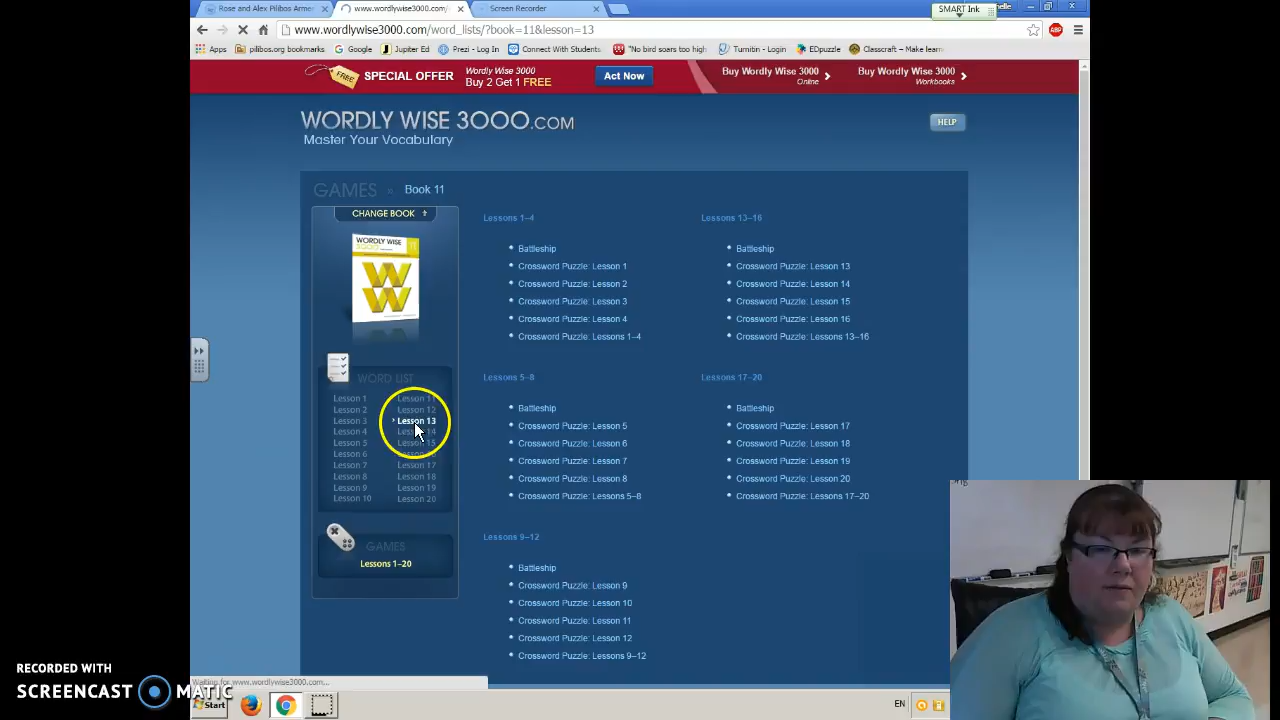 Rose and Alex Pilibos Armen
www.wordlywise3000.com/
Screen Recorder
SMART Ink
www.wordlywise3000.com/word_lists/?book=11&lesson=13
Apps
pilibos.org bookmarks
Google
Jupiter Ed
Prezi - Log In
Connect With Students
"No bird soars too high
Turnitin - Login
EDpuzzle
Classcraft – Make learn
FREE
SPECIAL OFFER
Wordly Wise 3000
Buy 2 Get 1 FREE
Act Now
Buy Wordly Wise 3000
Online
Buy Wordly Wise 3000
Workbooks
WORDLY WISE 3000.COM
Master Your Vocabulary
HELP
GAMES » Book 11
CHANGE BOOK
WORDLY WISE
3000
11
WORD LIST
Lesson 1
Lesson 2
Lesson 3
Lesson 4
Lesson 5
Lesson 6
Lesson 7
Lesson 8
Lesson 9
Lesson 10
Lesson 11
Lesson 12
Lesson 13
Lesson 14
Lesson 15
Lesson 17
Lesson 18
Lesson 19
Lesson 20
GAMES
Lessons 1–20
Lessons 1–4
Battleship
Crossword Puzzle: Lesson 1
Crossword Puzzle: Lesson 2
Crossword Puzzle: Lesson 3
Crossword Puzzle: Lesson 4
Crossword Puzzle: Lessons 1–4
Lessons 5–8
Battleship
Crossword Puzzle: Lesson 5
Crossword Puzzle: Lesson 6
Crossword Puzzle: Lesson 7
Crossword Puzzle: Lesson 8
Crossword Puzzle: Lessons 5–8
Lessons 9–12
Battleship
Crossword Puzzle: Lesson 9
Crossword Puzzle: Lesson 10
Crossword Puzzle: Lesson 11
Crossword Puzzle: Lesson 12
Crossword Puzzle: Lessons 9–12
Lessons 13–16
Battleship
Crossword Puzzle: Lesson 13
Crossword Puzzle: Lesson 14
Crossword Puzzle: Lesson 15
Crossword Puzzle: Lesson 16
Crossword Puzzle: Lessons 13–16
Lessons 17–20
Battleship
Crossword Puzzle: Lesson 17
Crossword Puzzle: Lesson 18
Crossword Puzzle: Lesson 19
Crossword Puzzle: Lesson 20
Crossword Puzzle: Lessons 17–20
Waiting for www.wordlywise3000.com...
Start
EN
RECORDED WITH
SCREENCAST MATIC